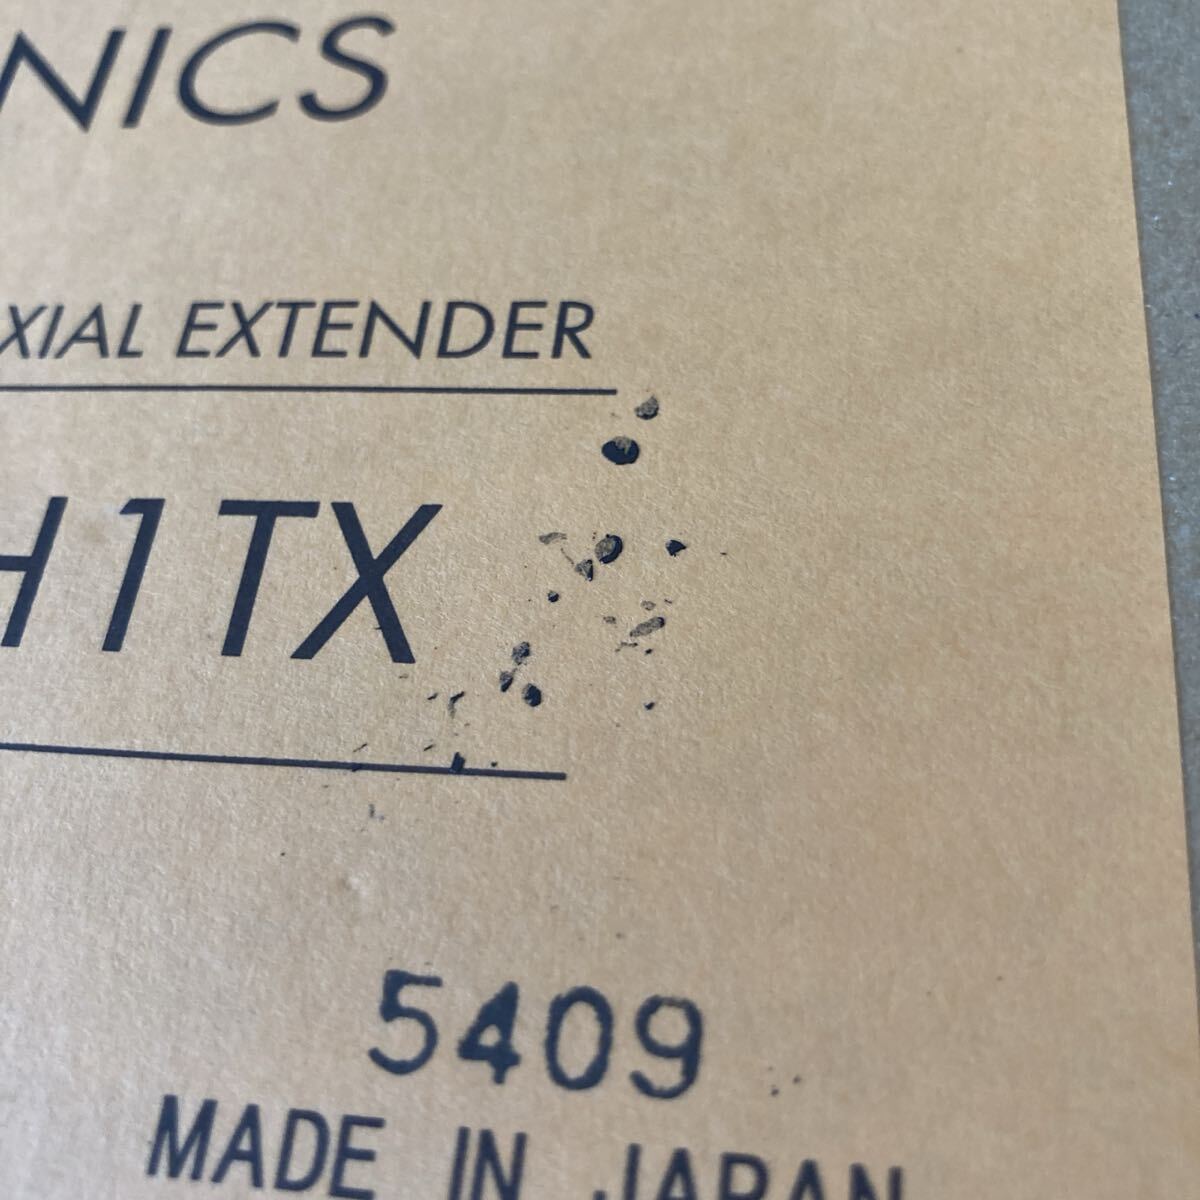 NICS
XIAL EXTENDER
H1TX
5409
MADE IN JAPAN